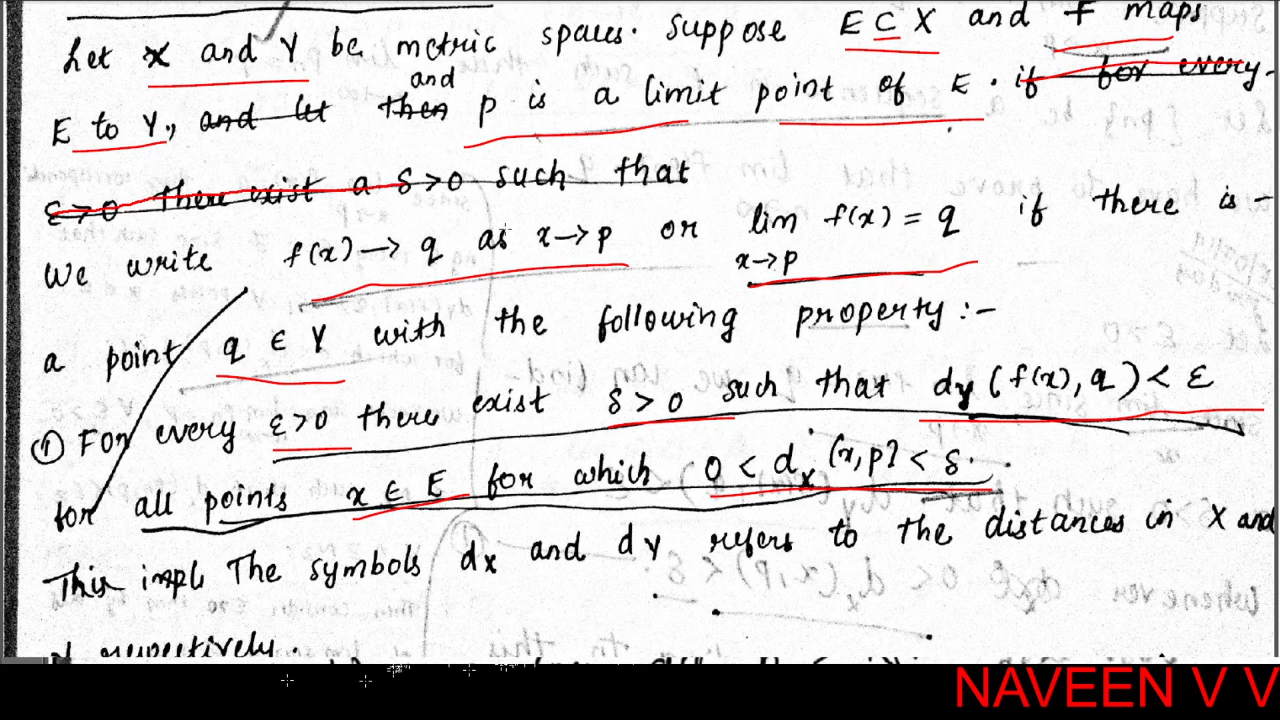 Let X and Y be metric spaces. suppose E ⊂ X and f maps
E to Y, and let then and p is a limit point of E. if for every
ε>0 there exist a δ>0 such that
We write f(x) → q as x→p or lim x→p f(x) = q if there is -
a point q ∈ Y with the following property :-
① For every ε>0 there exist δ>0 such that dY (f(x), q) < ε
for all points x ∈ E for which 0 < dx (x,p) < δ.
This impl The symbols dx and dY refers to the distances in X and
respectively.
NAVEEN V V